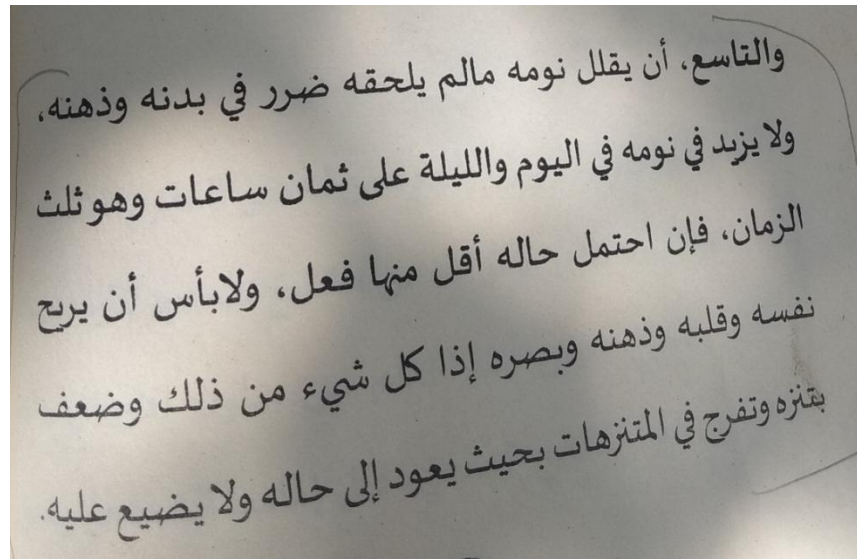 والتاسع، أن يقلل نومه مالم يلحقه ضرر في بدنه وذهنه،
ولا يزيد في نومه في اليوم والليلة على ثمان ساعات وهو ثلث
الزمان، فإن احتمل حاله أقل منها فعل، ولابأس أن يريح
نفسه وقلبه وذهنه وبصره إذا كل شيء من ذلك وضعف
بتنزه وتفرج في المتنزهات بحيث يعود إلى حاله ولا يضيع عليه.